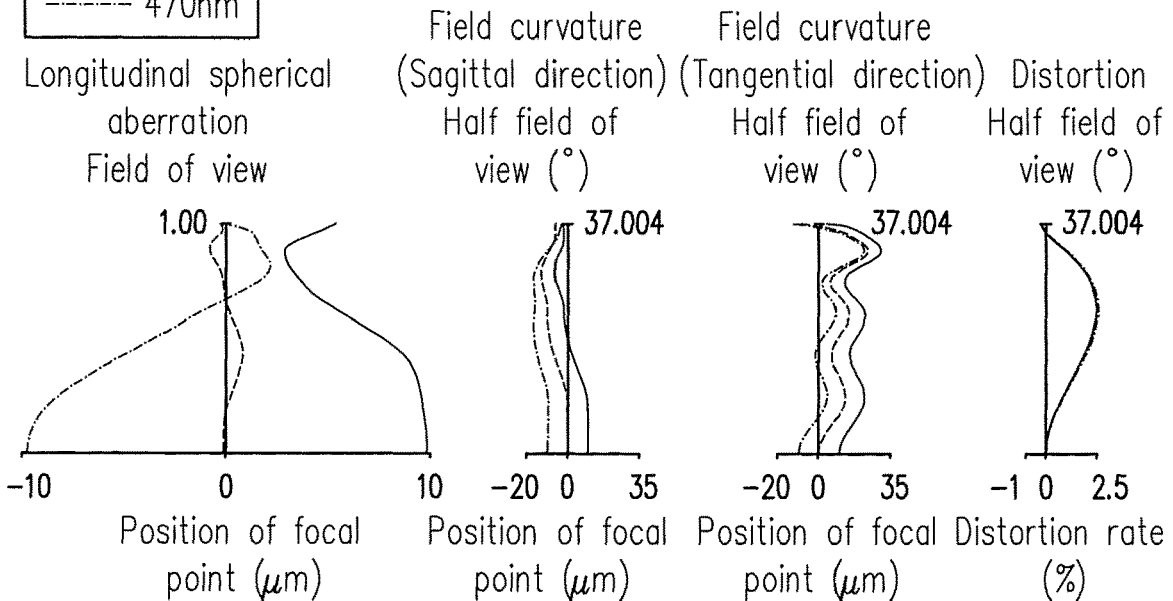 470nm
Longitudinal spherical
aberration
Field of view
Field curvature
(Sagittal direction)
Half field of
view (°)
Field curvature
(Tangential direction)
Half field of
view (°)
Distortion
Half field of
view (°)
1.00
37.004
37.004
37.004
-10 0 10
-20 0 35
-20 0 35
-1 0 2.5
Position of focal
point (μm)
Position of focal
point (μm)
Position of focal
point (μm)
Distortion rate
(%)